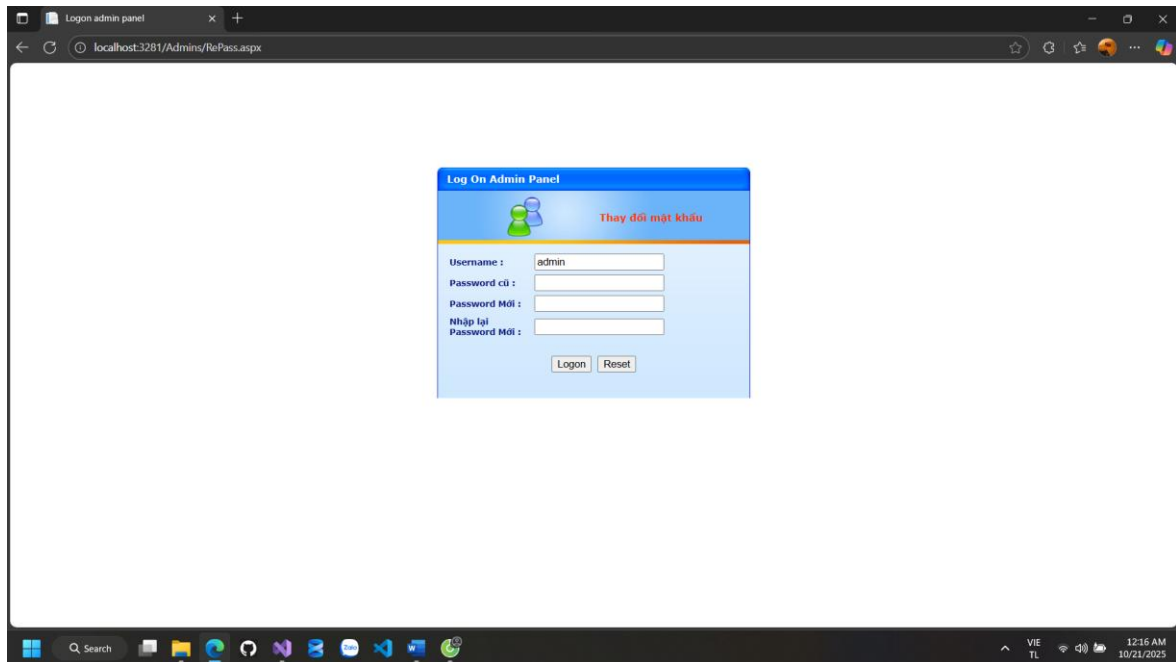 Logon admin panel
localhost:3281/Admins/RePass.aspx
Log On Admin Panel
Thay đổi mật khẩu
Username :
admin
Password cũ :
Password Mới :
Nhập lại
Password Mới :
Logon
Reset
Search
Zalo
VIE
TL
12:16 AM
10/21/2025